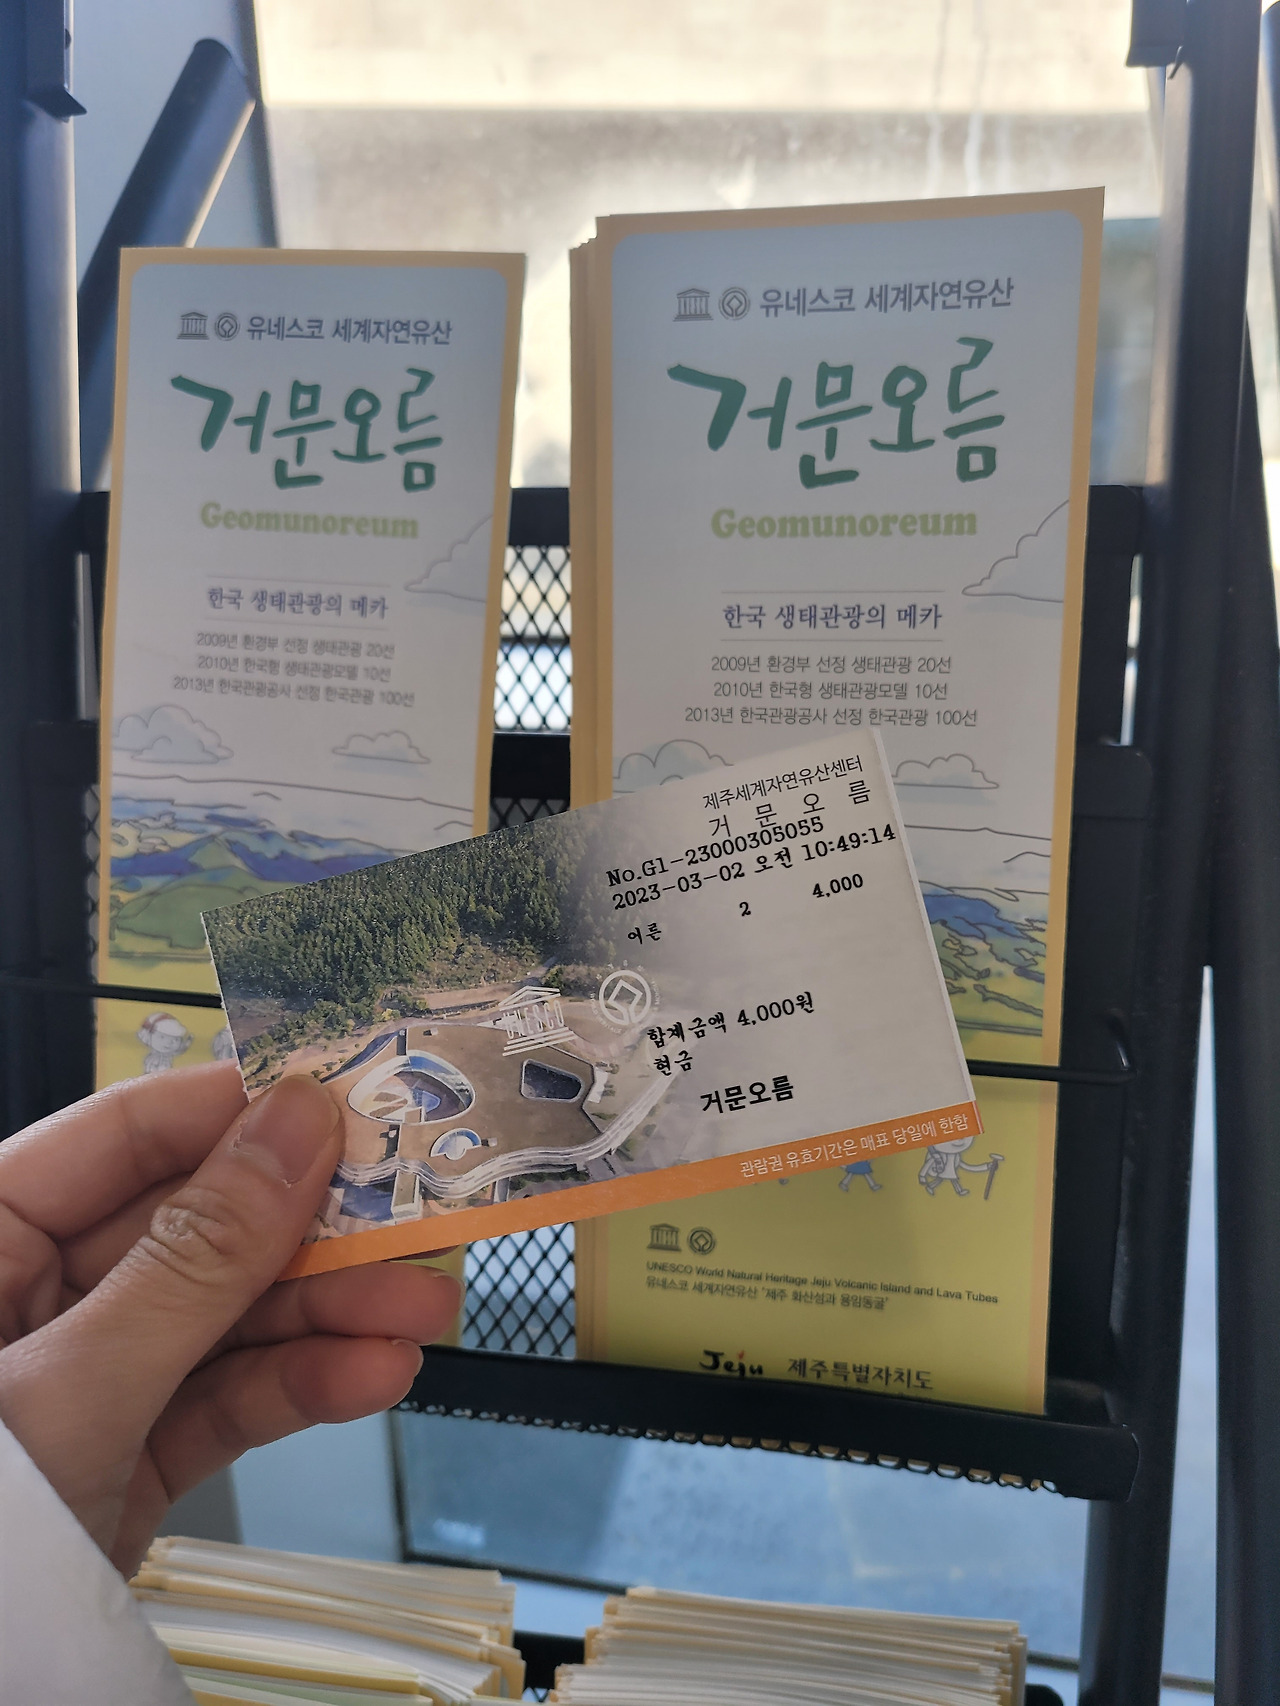 유네스코 세계자연유산
거문오름
Geomunoreum
한국 생태관광의 메카
2009년 환경부 선정 생태관광 20선
2010년 한국형 생태관광모델 10선
2013년 한국관광공사 선정 한국관광 100선
유네스코 세계자연유산
거문오름
Geomunoreum
한국 생태관광의 메카
2009년 환경부 선정 생태관광 20선
2010년 한국형 생태관광모델 10선
2013년 한국관광공사 선정 한국관광 100선
제주세계자연유산센터
거문오름
No.G1-23000305055
2023-03-02 오전 10:49:14
어른 2 4,000
합계금액 4,000원
현금
거문오름
UNESCO
관람권 유효기간은 매표 당일에 한함
UNESCO World Natural Heritage Jeju Volcanic Island and Lava Tubes
유네스코 세계자연유산 '제주 화산섬과 용암동굴'
Jeju 제주특별자치도